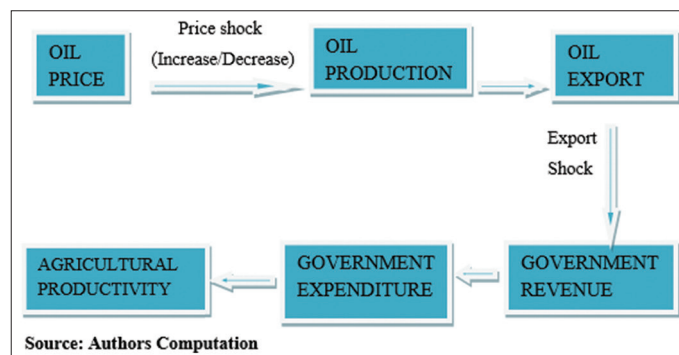 OIL
PRICE
Price shock
(Increase/Decrease)
OIL
PRODUCTION
OIL
EXPORT
Export
Shock
AGRICULTURAL
PRODUCTIVITY
GOVERNMENT
EXPENDITURE
GOVERNMENT
REVENUE
Source: Authors Computation